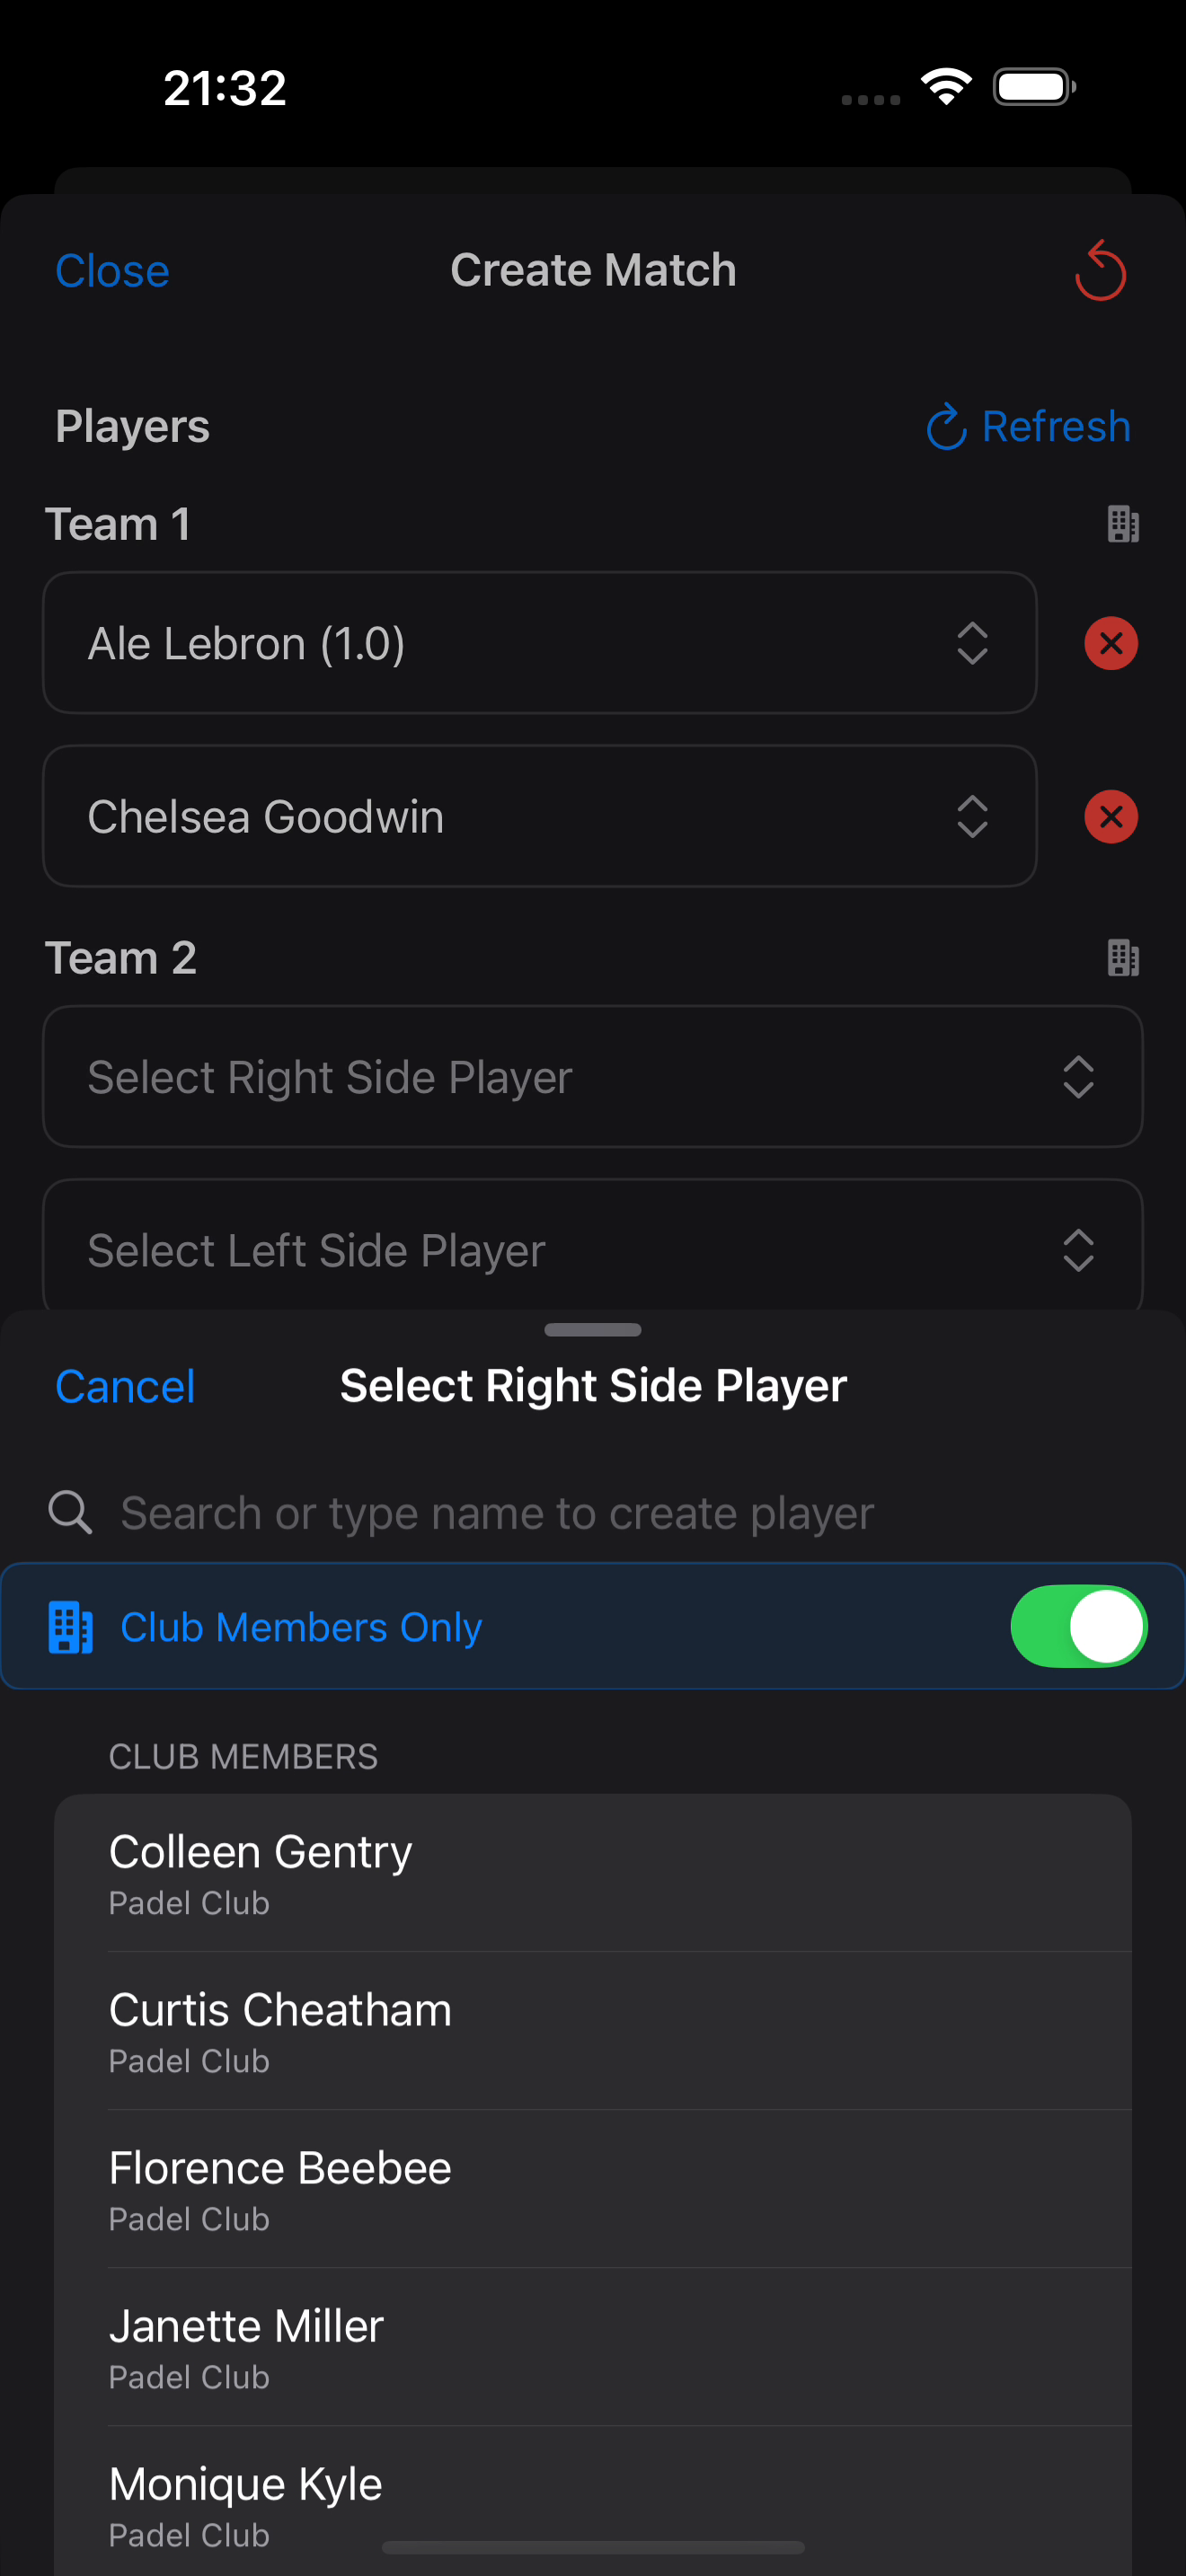 21:32
Close
Create Match
Players
Refresh
Team 1
Ale Lebron (1.0)
Chelsea Goodwin
Team 2
Select Right Side Player
Select Left Side Player
Cancel
Select Right Side Player
Search or type name to create player
Club Members Only
CLUB MEMBERS
Colleen Gentry
Padel Club
Curtis Cheatham
Padel Club
Florence Beebee
Padel Club
Janette Miller
Padel Club
Monique Kyle
Padel Club